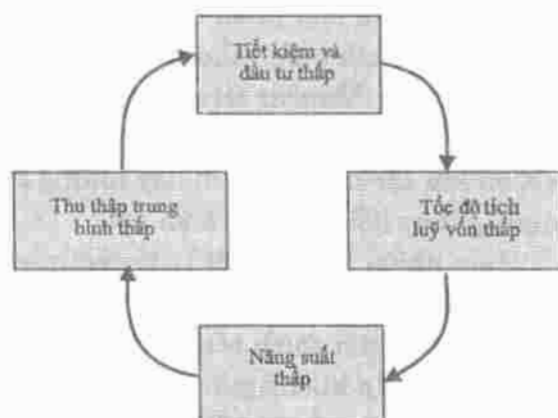 Tiết kiệm và
đầu tư thấp
Tốc độ tích
luỹ vốn thấp
Năng suất
thấp
Thu thập trung
bình thấp